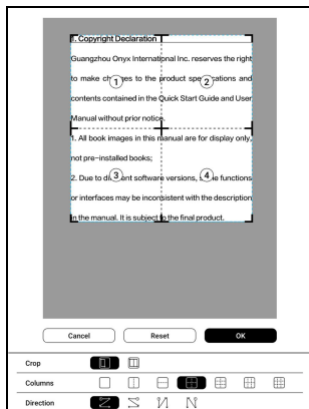 1. Copyright Declaration
Guangzhou Onyx International Inc. reserves the right
to make changes to the product specifications and
contents contained in the Quick Start Guide and User
Manual without prior notice.
1. All book images in this manual are for display only,
not pre-installed books;
2. Due to different software versions, some functions
or interfaces may be inconsistent with the description
in the manual. It is subject to the final product.
1
2
3
4
Cancel Reset OK
Crop
Columns
Direction